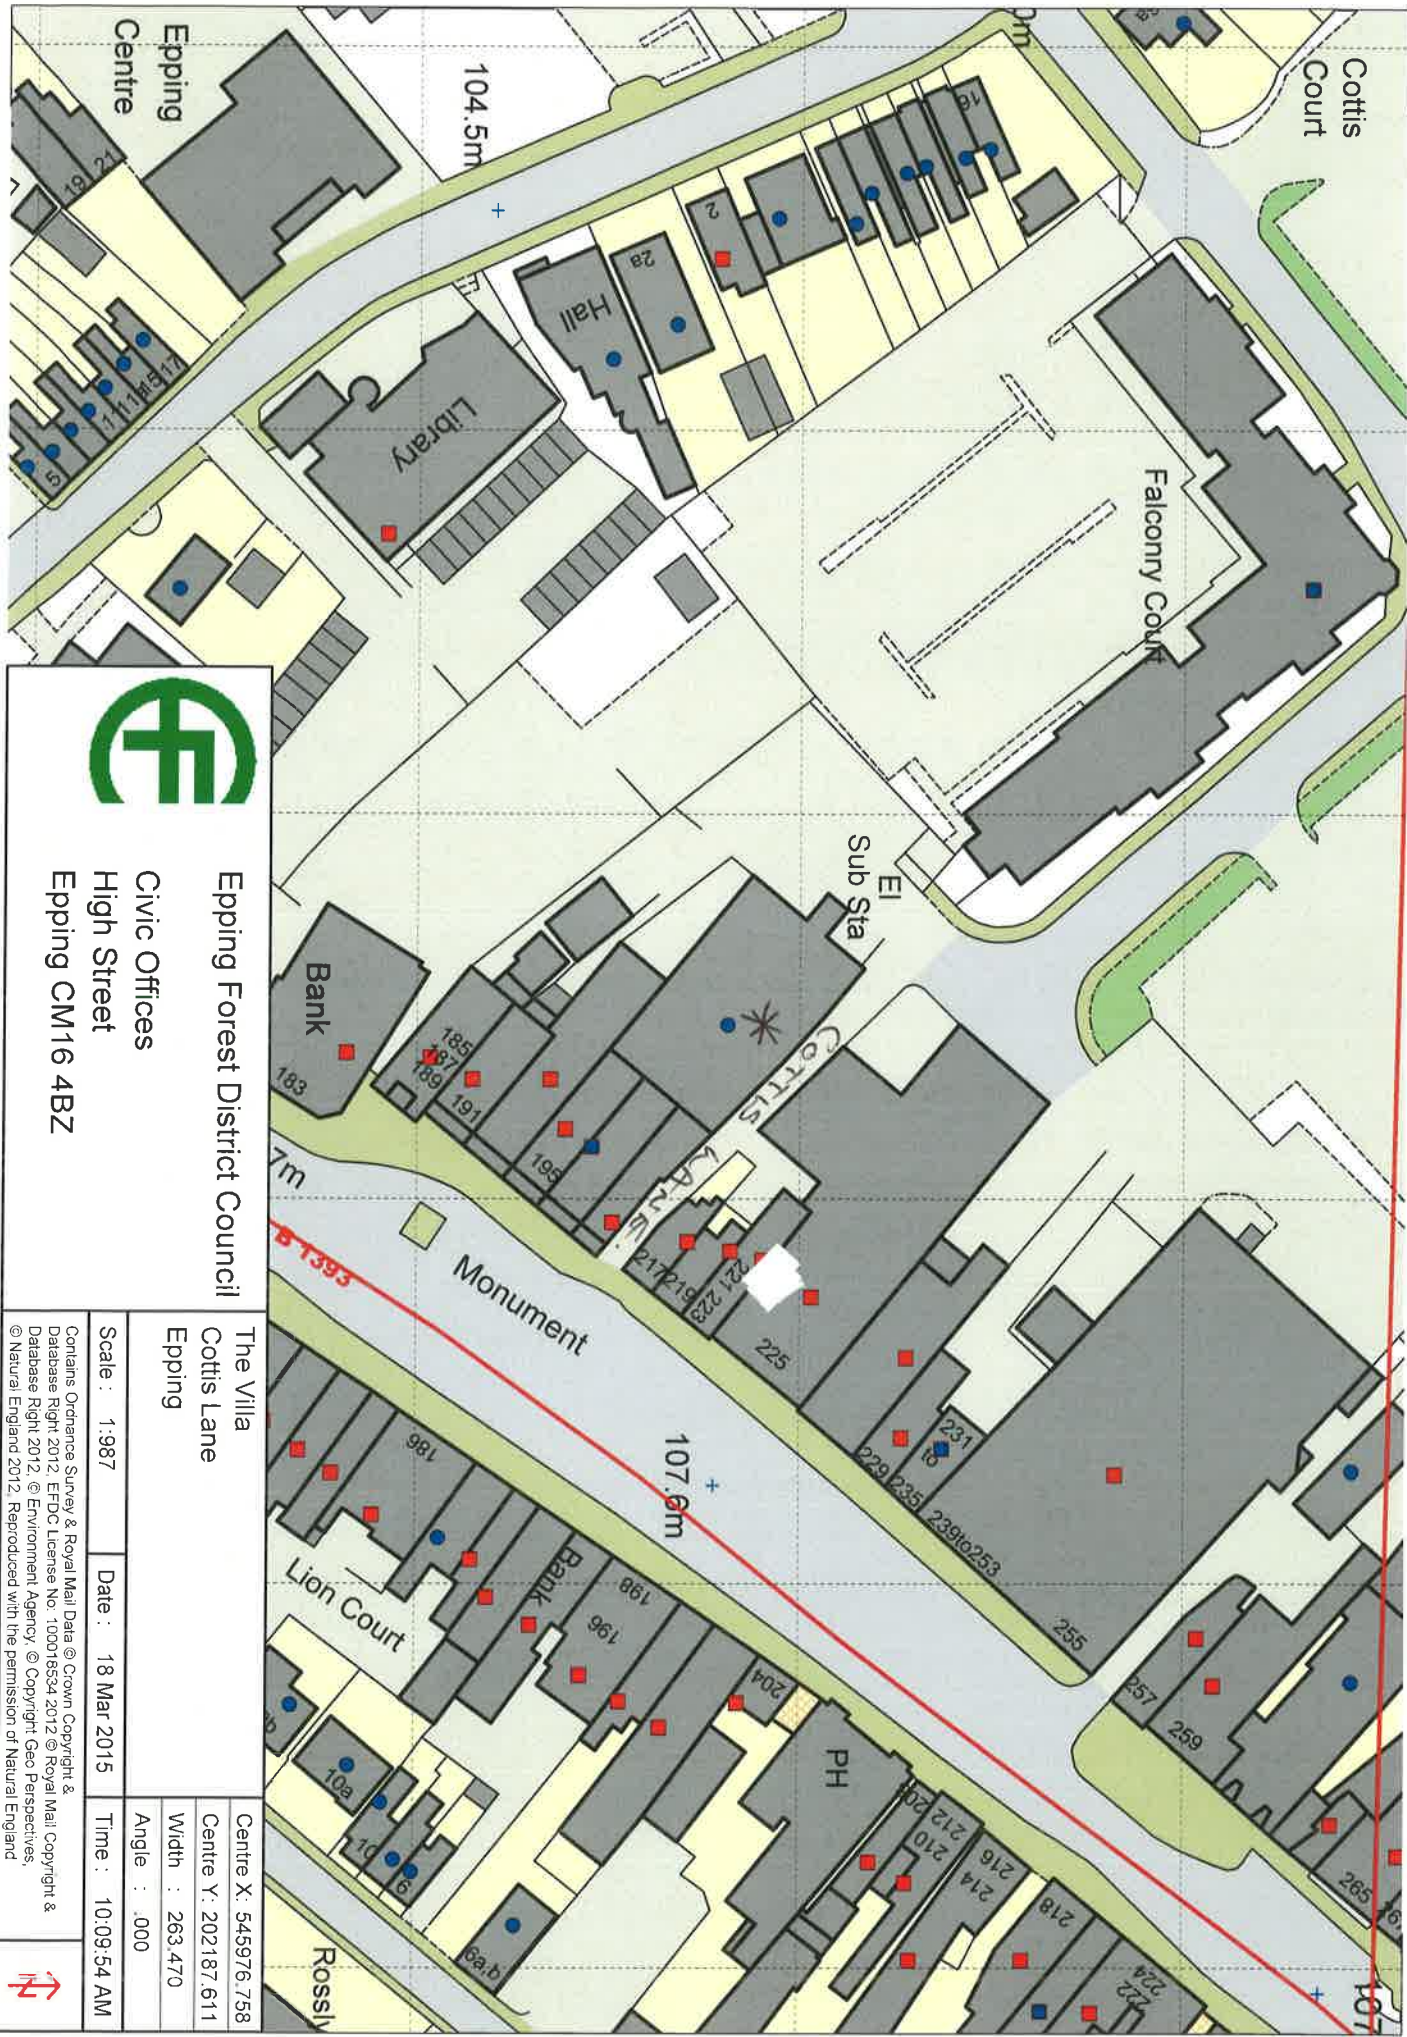 Cottis
Court
Epping
Centre
104.5m
16
2
2a
Hall
Library
19
21
5
17
Falconry Court
El
Sub Sta
COTTIS LANE.
Bank
183
185
187
189
191
195
217
219
221
223
225
229
235
231
to
239to253
255
257
259
265
7m
B 1393
Monument
107.6m
107
186
Lion Court
Bank
198
196
204
PH
212
210
216
214
218
224
222
10a
10
6
Rossly
Epping Forest District Council
Civic Offices
High Street
Epping CM16 4BZ
The Villa
Cottis Lane
Epping
Scale : 1:987
Date : 18 Mar 2015
Time : 10:09:54 AM
Centre X: 545976.758
Centre Y: 202187.611
Width : 263.470
Angle : .000
Contains Ordnance Survey & Royal Mail Data © Crown Copyright &
Database Right 2012, EFDC License No: 100018534 2012 © Royal Mail Copyright &
Database Right 2012, © Environment Agency, © Copyright Geo Perspectives,
© Natural England 2012, Reproduced with the permission of Natural England
N